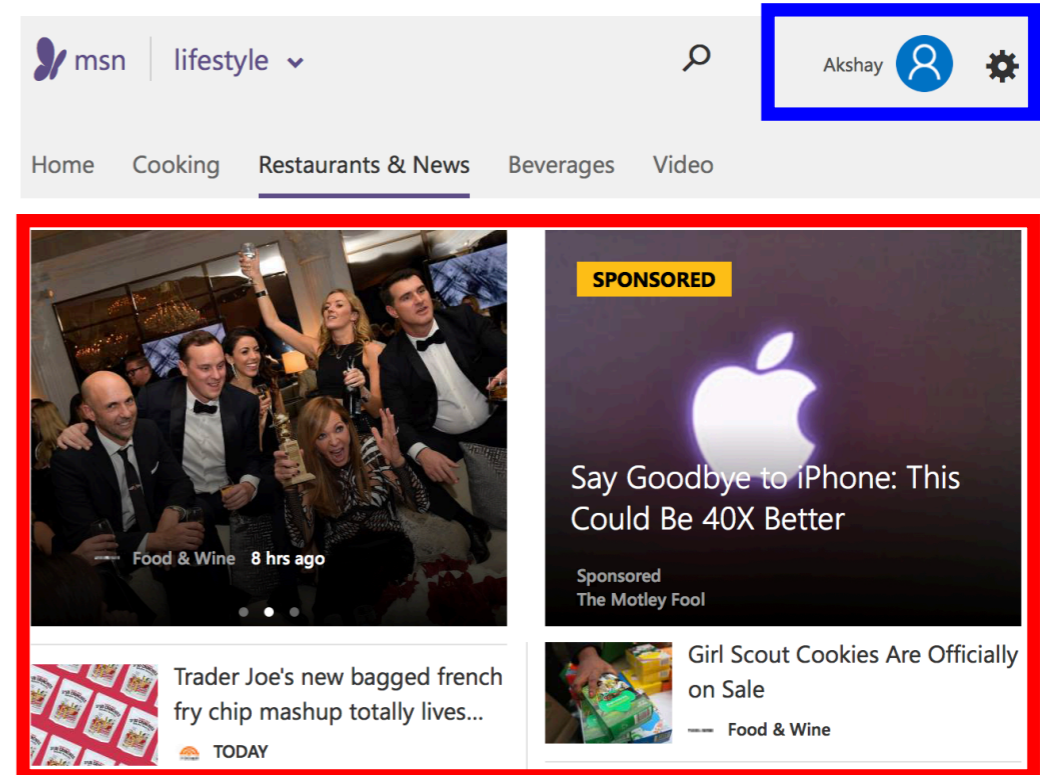 msn lifestyle
Akshay
Home Cooking Restaurants & News Beverages Video
Food & Wine 8 hrs ago
SPONSORED
Say Goodbye to iPhone: This
Could Be 40X Better
Sponsored
The Motley Fool
Trader Joe's new bagged french
fry chip mashup totally lives...
TODAY
Girl Scout Cookies Are Officially
on Sale
Food & Wine